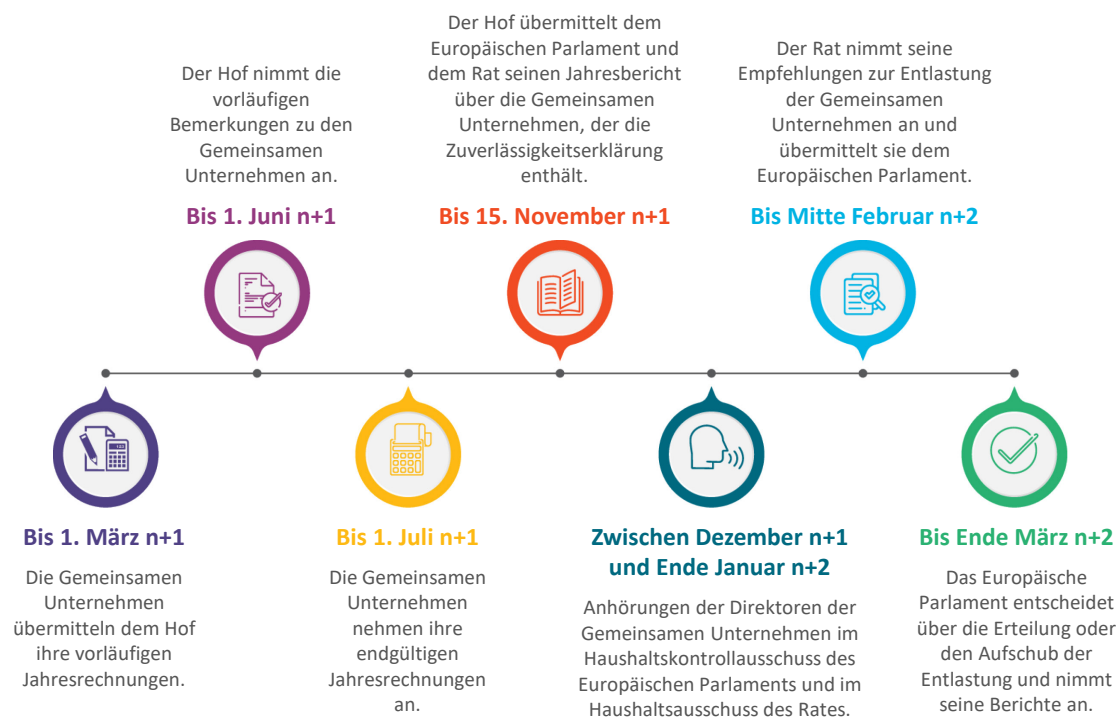 Der Hof nimmt die
vorläufigen
Bemerkungen zu den
Gemeinsamen
Unternehmen an.
Bis 1. Juni n+1
Der Hof übermittelt dem
Europäischen Parlament und
dem Rat seinen Jahresbericht
über die Gemeinsamen
Unternehmen, der die
Zuverlässigkeitserklärung
enthält.
Bis 15. November n+1
Der Rat nimmt seine
Empfehlungen zur Entlastung
der Gemeinsamen
Unternehmen an und
übermittelt sie dem
Europäischen Parlament.
Bis Mitte Februar n+2
Bis 1. März n+1
Die Gemeinsamen
Unternehmen
übermitteln dem Hof
ihre vorläufigen
Jahresrechnungen.
Bis 1. Juli n+1
Die Gemeinsamen
Unternehmen
nehmen ihre
endgültigen
Jahresrechnungen
an.
Zwischen Dezember n+1
und Ende Januar n+2
Anhörungen der Direktoren der
Gemeinsamen Unternehmen im
Haushaltskontrollausschuss des
Europäischen Parlaments und im
Haushaltsausschuss des Rates.
Bis Ende März n+2
Das Europäische
Parlament entscheidet
über die Erteilung oder
den Aufschub der
Entlastung und nimmt
seine Berichte an.